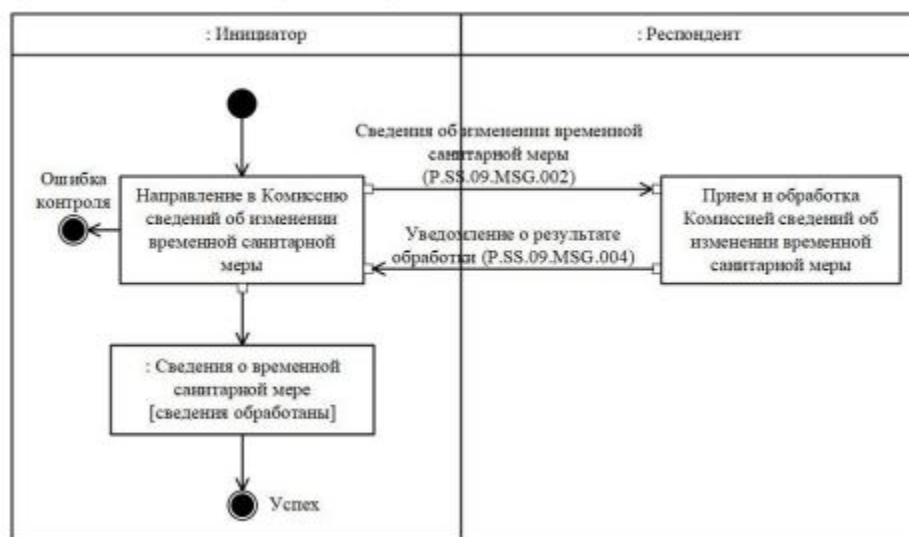 : Инициатор
: Респондент
Сведения об изменении временной
санитарной меры
(P.SS.09.MSG.002)
Ошибка
контроля
Направление в Комиссию
сведений об изменении
временной санитарной
меры
Прием и обработка
Комиссией сведений об
изменении временной
санитарной меры
Уведомление о результате
обработки (P.SS.09.MSG.004)
: Сведения о временной
санитарной мере
[сведения обработаны]
Успех